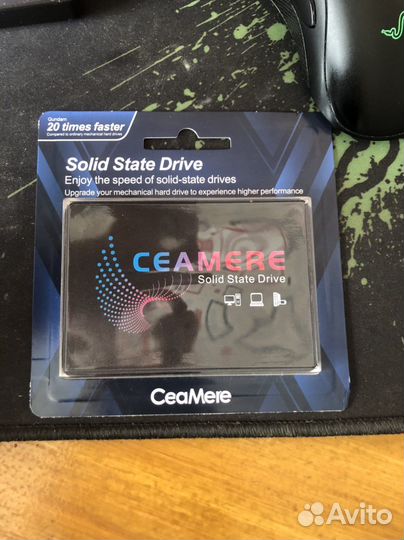 Gundam
20 times faster
Compared to ordinary mechanical hard drives
Solid State Drive
Enjoy the speed of solid-state drives
Upgrade your mechanical hard drive to experience higher performance
CEAMERE
Solid State Drive
CeaMere
Avito